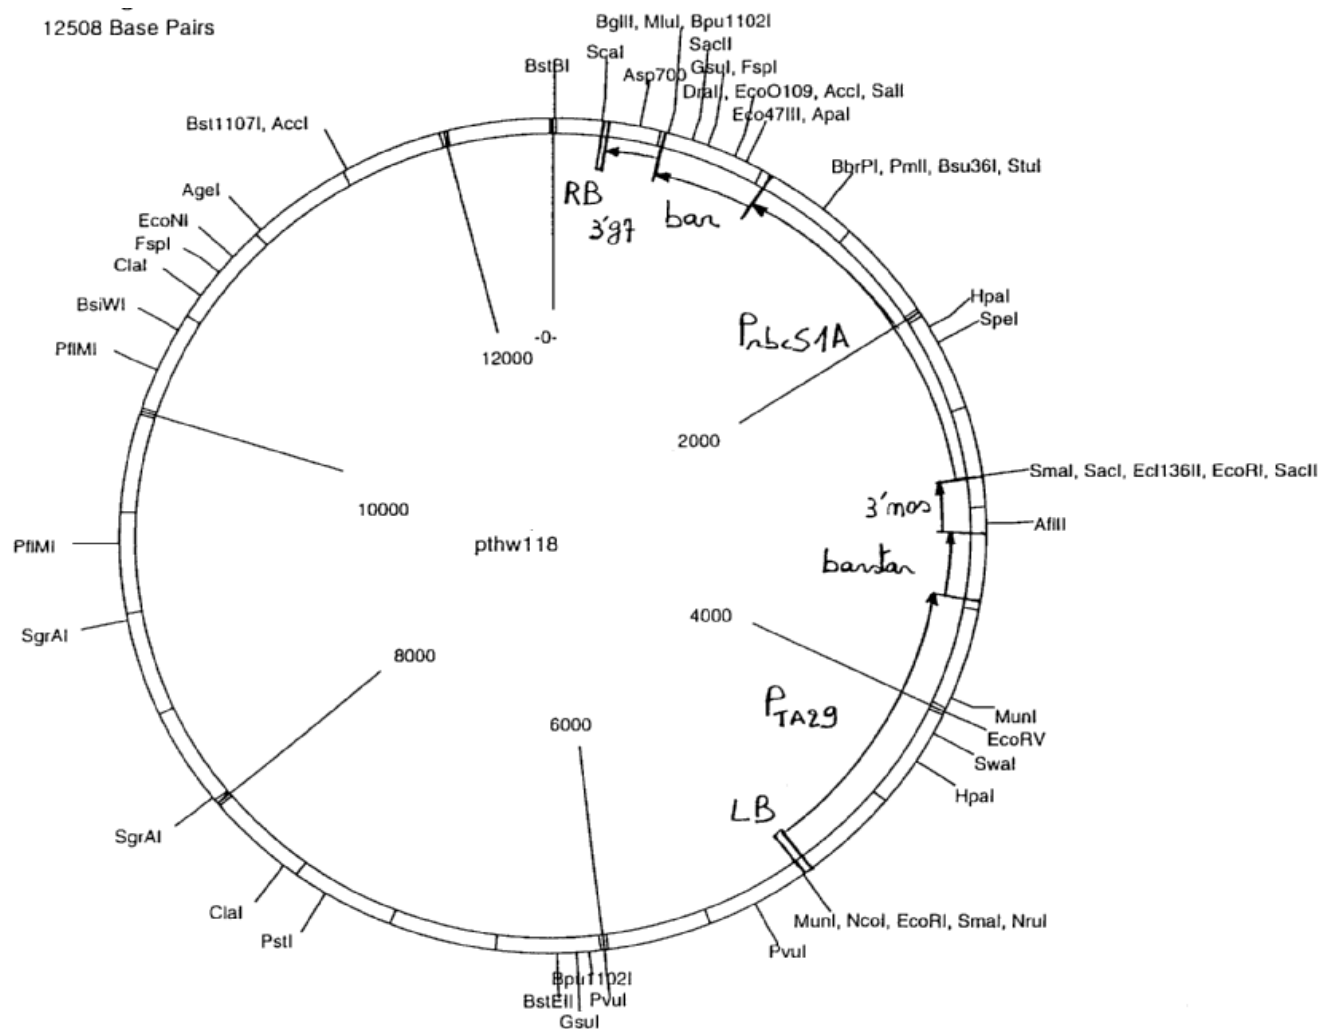 12508 Base Pairs
BglII, MluI, Bpu1102I
SacII
ScaI
GsuI, FspI
BstBI
Asp700
DraII, EcoO109, AccI, SalI
Eco47III, ApaI
Bst1107I, AccI
BbrPI, PmlI, Bsu36I, StuI
AgeI
RB
EcoNI
3'g7
bar
FspI
ClaI
HpaI
BsiWI
SpeI
PrbcS1A
-0-
PflMI
12000
2000
SmaI, SacI, Ecl136II, EcoRI, SacII
3'nos
10000
AflII
PflMI
pthw118
barstar
4000
SgrAI
8000
PTA29
MunI
6000
EcoRV
SwaI
HpaI
LB
SgrAI
ClaI
MunI, NcoI, EcoRI, SmaI, NruI
PstI
PvuI
Bpu1102I
BstEII
PvuI
GsuI